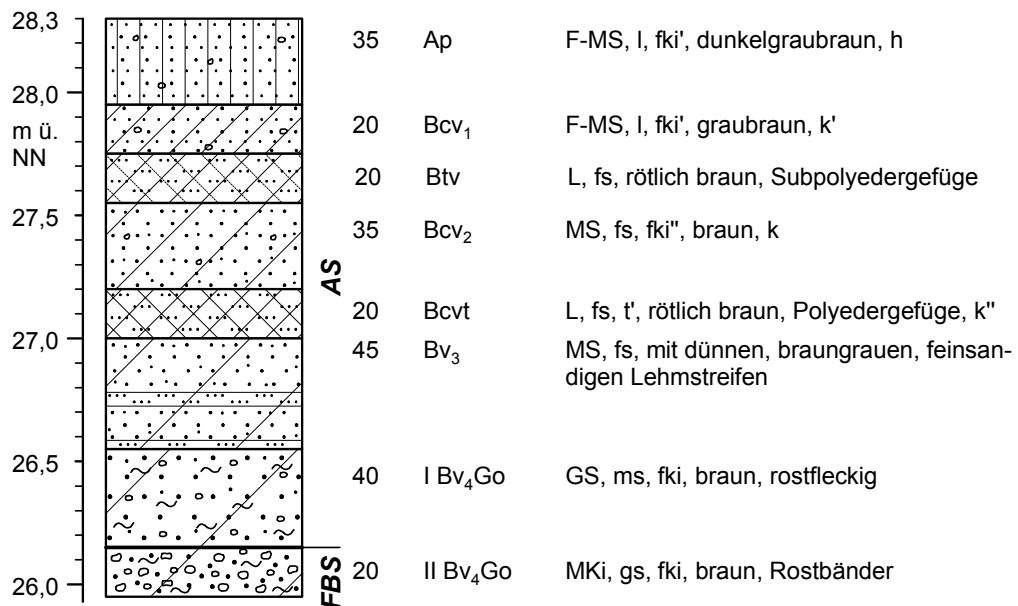 28,3
35 Ap F-MS, l, fki', dunkelgraubraun, h
28,0
m ü.
NN
20 Bcv₁ F-MS, l, fki', graubraun, k'
20 Btv L, fs, rötlich braun, Subpolyedergefüge
27,5
35 Bcv₂ MS, fs, fki'', braun, k
AS
20 Bcvt L, fs, t', rötlich braun, Polyedergefüge, k''
27,0
45 Bv₃ MS, fs, mit dünnen, braungrauen, feinsan-
digen Lehmstreifen
26,5
40 I Bv₄Go GS, ms, fki, braun, rostfleckig
FBS
20 II Bv₄Go MKi, gs, fki, braun, Rostbänder
26,0